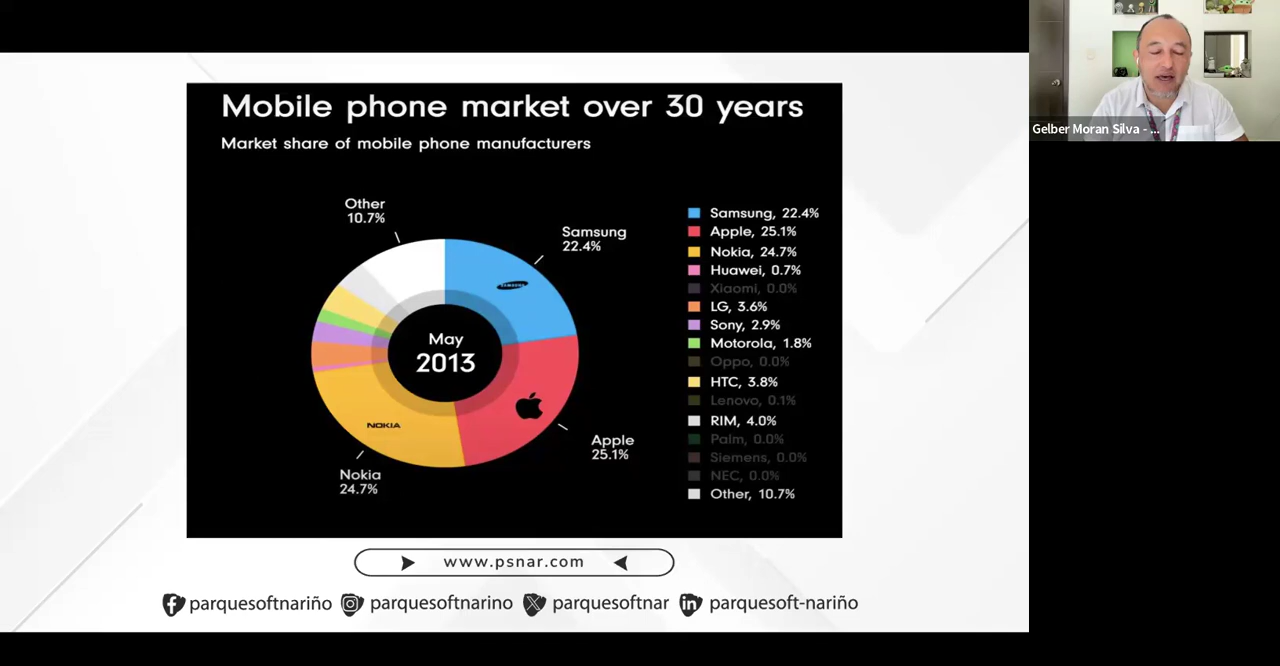 Mobile phone market over 30 years
Market share of mobile phone manufacturers
Other
10.7%
Samsung
22.4%
SAMSUNG
May
2013
NOKIA
Apple
25.1%
Nokia
24.7%
Samsung, 22.4%
Apple, 25.1%
Nokia, 24.7%
Huawei, 0.7%
Xiaomi, 0.0%
LG, 3.6%
Sony, 2.9%
Motorola, 1.8%
Oppo, 0.0%
HTC, 3.8%
Lenovo, 0.1%
RIM, 4.0%
Palm, 0.0%
Siemens, 0.0%
NEC, 0.0%
Other, 10.7%
www.psnar.com
parquesoftnariño
parquesoftnarino
parquesoftnar
parquesoft-nariño
Gelber Moran Silva - ...